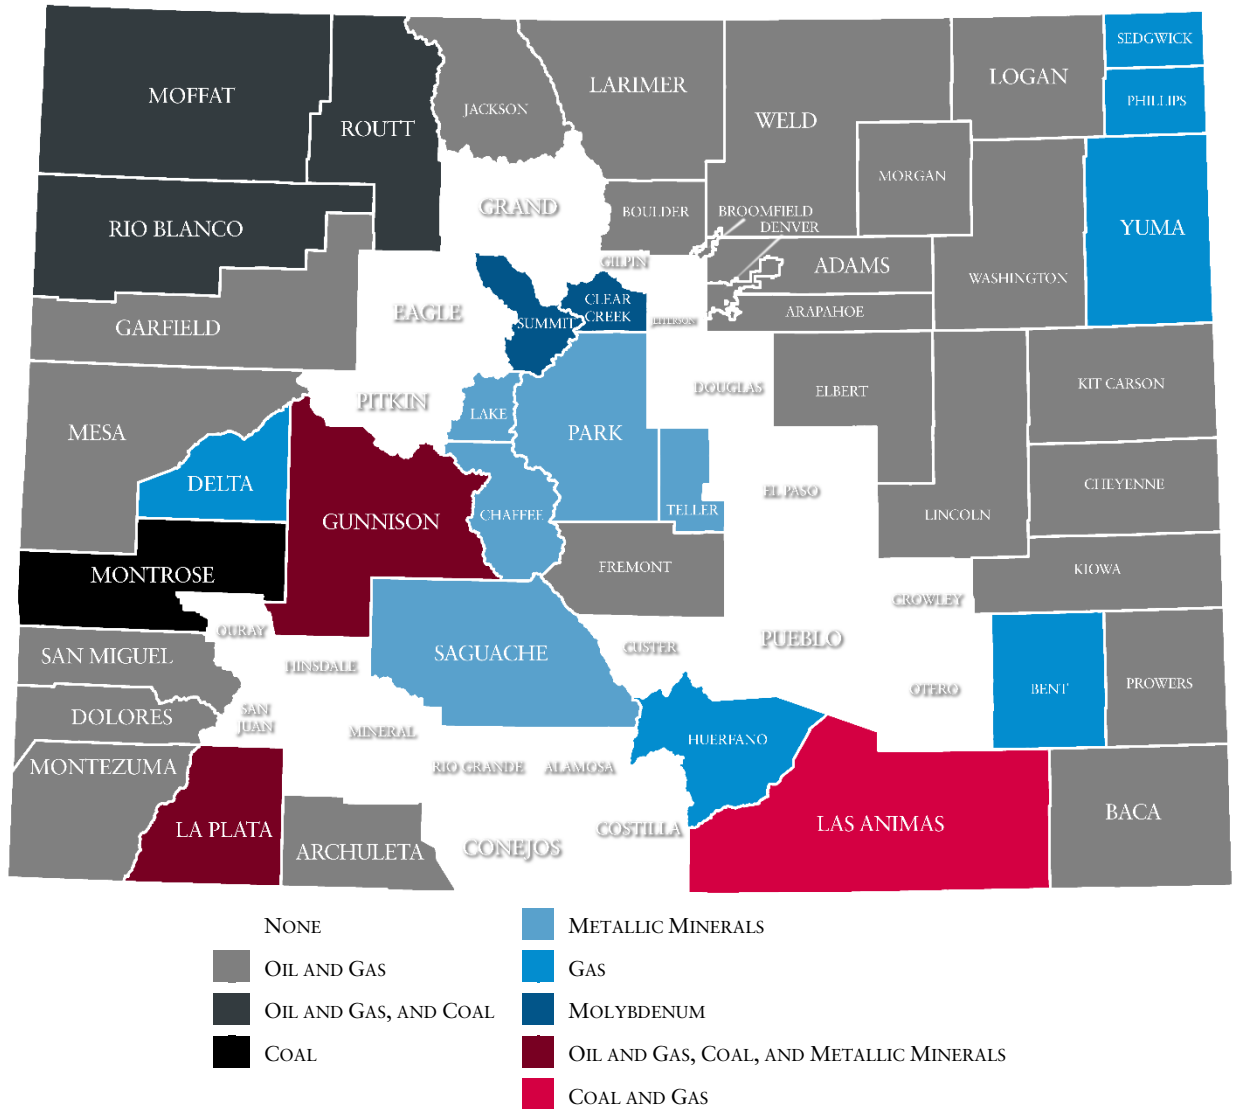 SEDGWICK
LOGAN
MOFFAT
LARIMER
PHILLIPS
JACKSON
ROUTT
WELD
MORGAN
GRAND
BOULDER
BROOMFIELD
DENVER
RIO BLANCO
YUMA
GILPIN
ADAMS
WASHINGTON
CLEAR
CREEK
EAGLE
SUMMIT
JEFFERSON
ARAPAHOE
GARFIELD
KIT CARSON
DOUGLAS
ELBERT
PITKIN
LAKE
MESA
PARK
DELTA
CHEYENNE
EL PASO
TELLER
CHAFFEE
LINCOLN
GUNNISON
FREMONT
KIOWA
MONTROSE
CROWLEY
OURAY
PUEBLO
CUSTER
SAN MIGUEL
SAGUACHE
HINSDALE
PROWERS
BENT
OTERO
SAN
JUAN
DOLORES
MINERAL
HUERFANO
MONTEZUMA
RIO GRANDE
ALAMOSA
BACA
LAS ANIMAS
LA PLATA
COSTILLA
CONEJOS
ARCHULETA
NONE
OIL AND GAS
OIL AND GAS, AND COAL
COAL
METALLIC MINERALS
GAS
MOLYBDENUM
OIL AND GAS, COAL, AND METALLIC MINERALS
COAL AND GAS